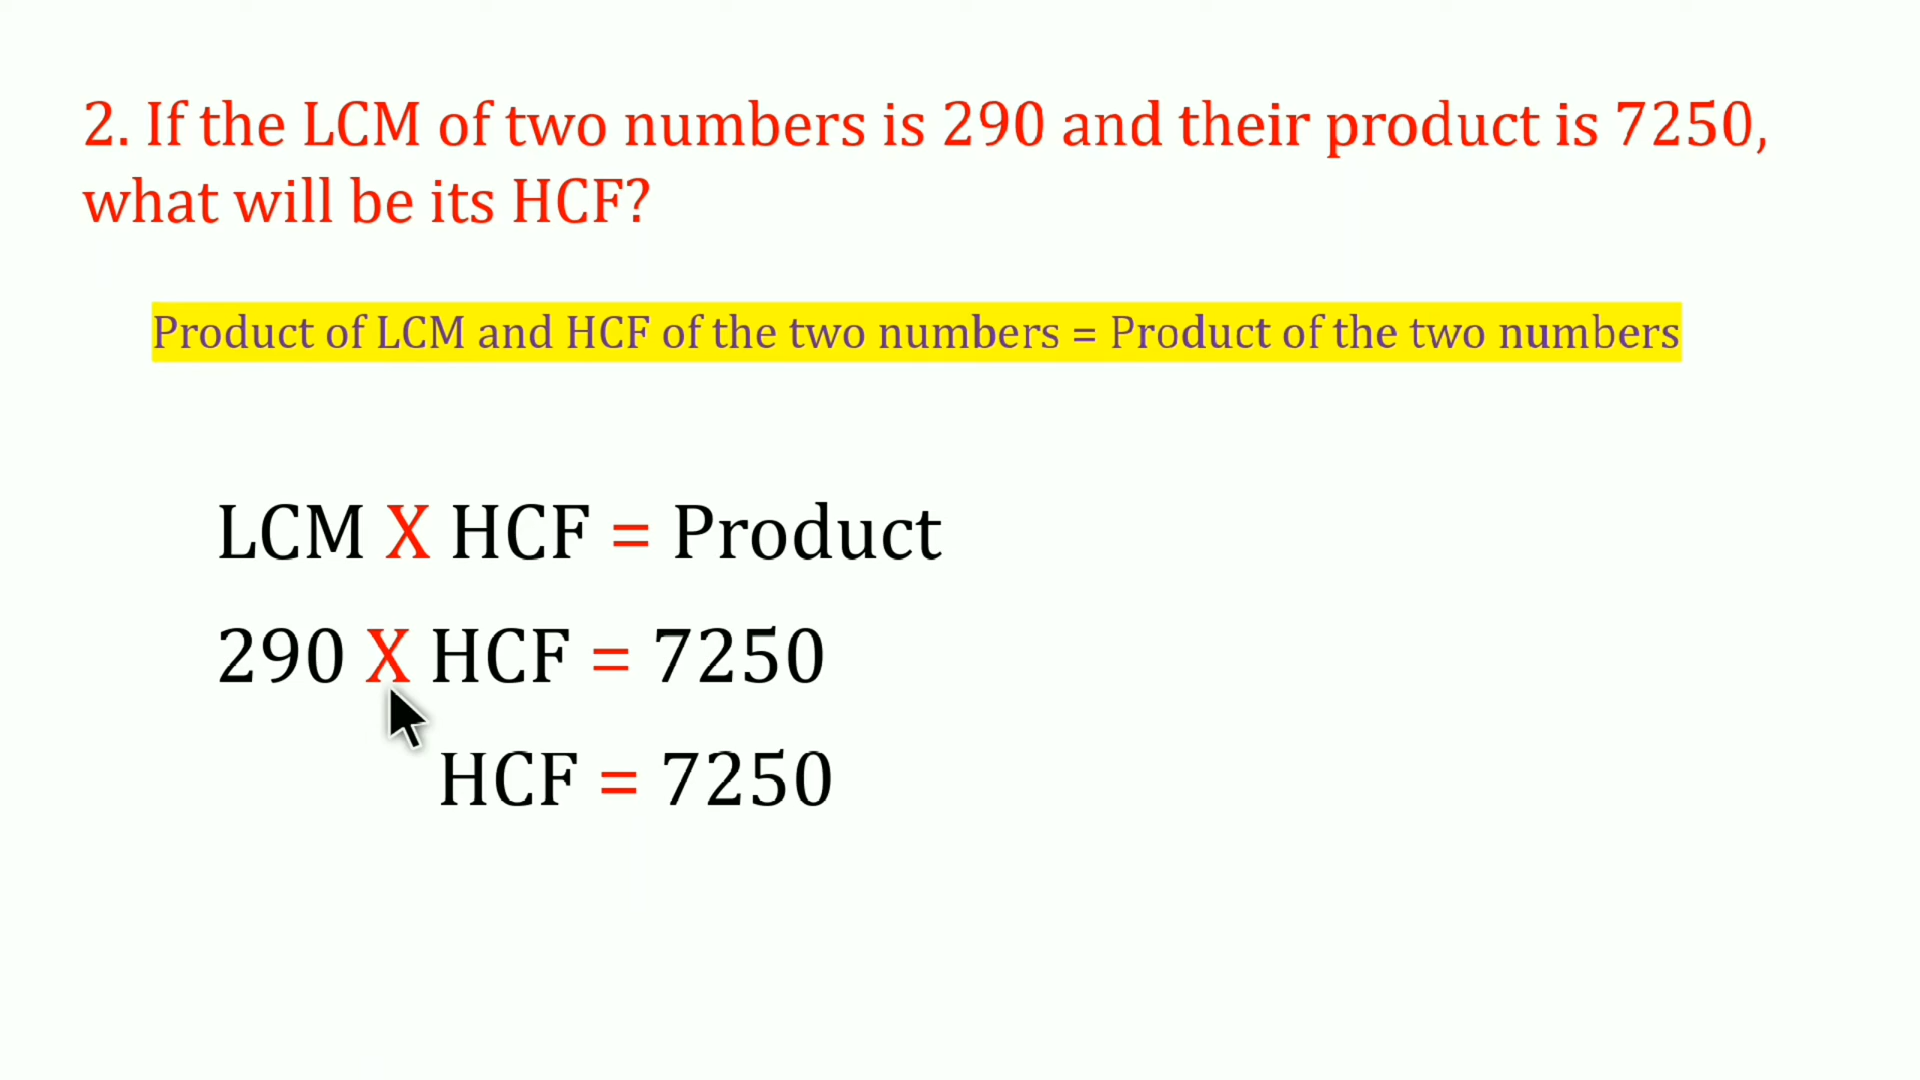 2. If the LCM of two numbers is 290 and their product is 7250,
what will be its HCF?
Product of LCM and HCF of the two numbers = Product of the two numbers
LCM X HCF = Product
290 X HCF = 7250
HCF = 7250